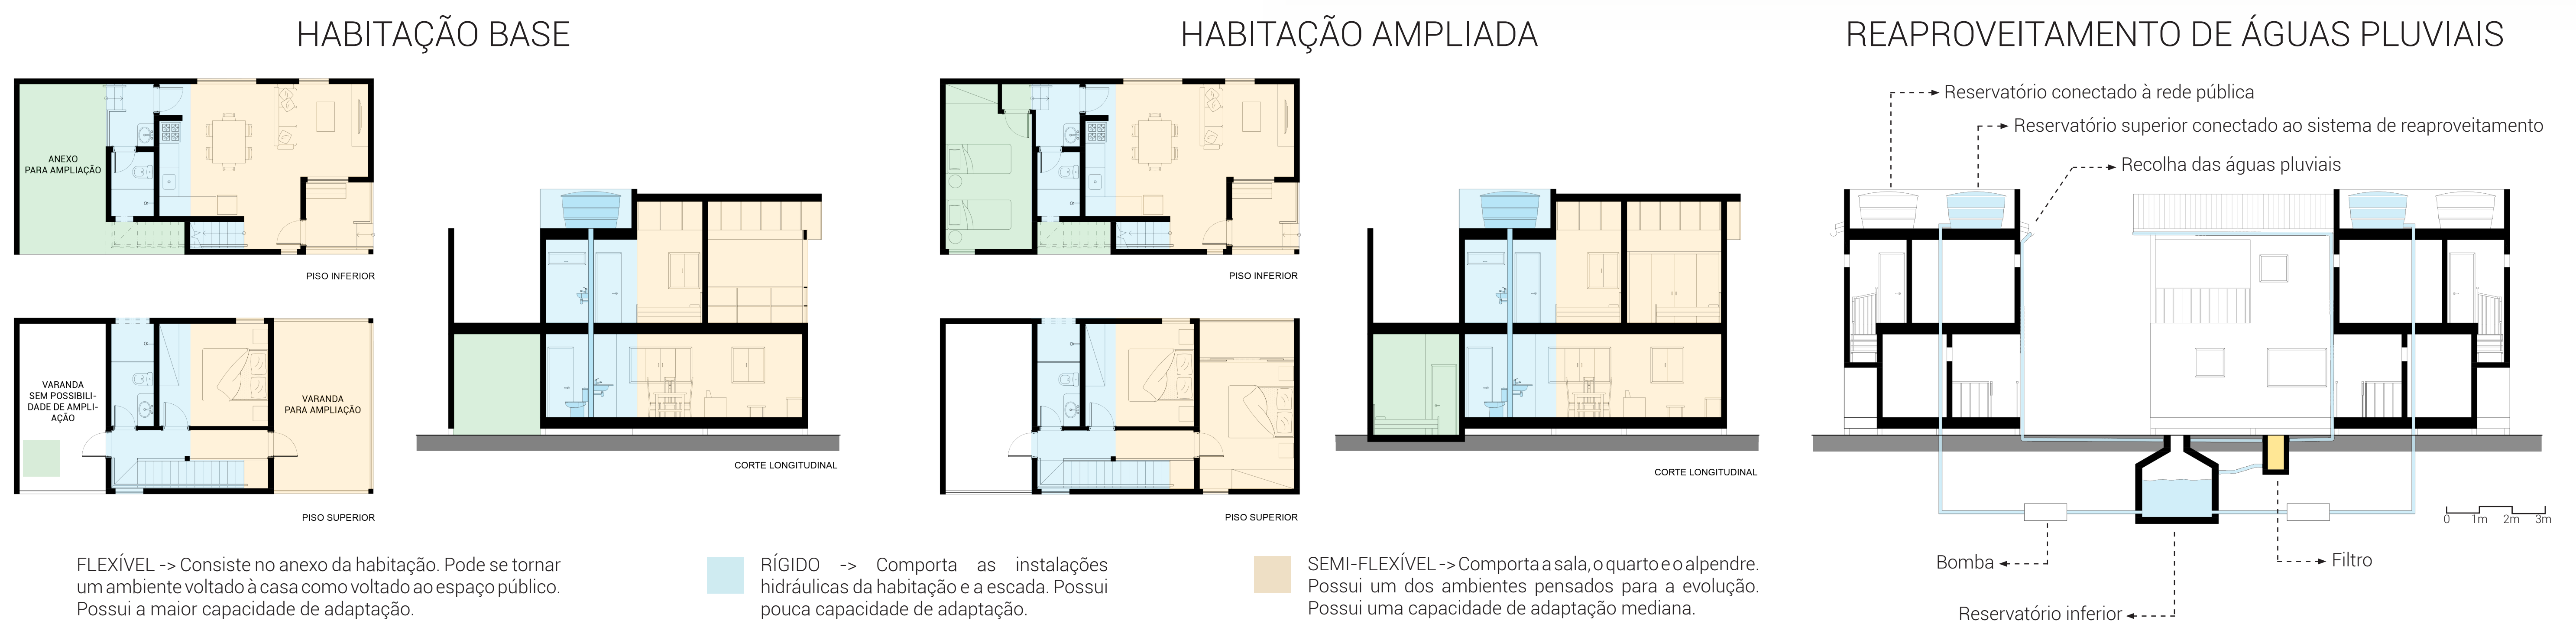 HABITAÇÃO BASE
ANEXO
PARA AMPLIAÇÃO
PISO INFERIOR
VARANDA
SEM POSSIBILI-
DADE DE AMPLI-
AÇÃO
VARANDA
PARA AMPLIAÇÃO
PISO SUPERIOR
CORTE LONGITUDINAL
HABITAÇÃO AMPLIADA
PISO INFERIOR
PISO SUPERIOR
CORTE LONGITUDINAL
REAPROVEITAMENTO DE ÁGUAS PLUVIAIS
Reservatório conectado à rede pública
Reservatório superior conectado ao sistema de reaproveitamento
Recolha das águas pluviais
0 1m 2m 3m
Bomba
Filtro
Reservatório inferior
FLEXÍVEL -> Consiste no anexo da habitação. Pode se tornar
um ambiente voltado à casa como voltado ao espaço público.
Possui a maior capacidade de adaptação.
RÍGIDO -> Comporta as instalações
hidráulicas da habitação e a escada. Possui
pouca capacidade de adaptação.
SEMI-FLEXÍVEL -> Comporta a sala, o quarto e o alpendre.
Possui um dos ambientes pensados para a evolução.
Possui uma capacidade de adaptação mediana.